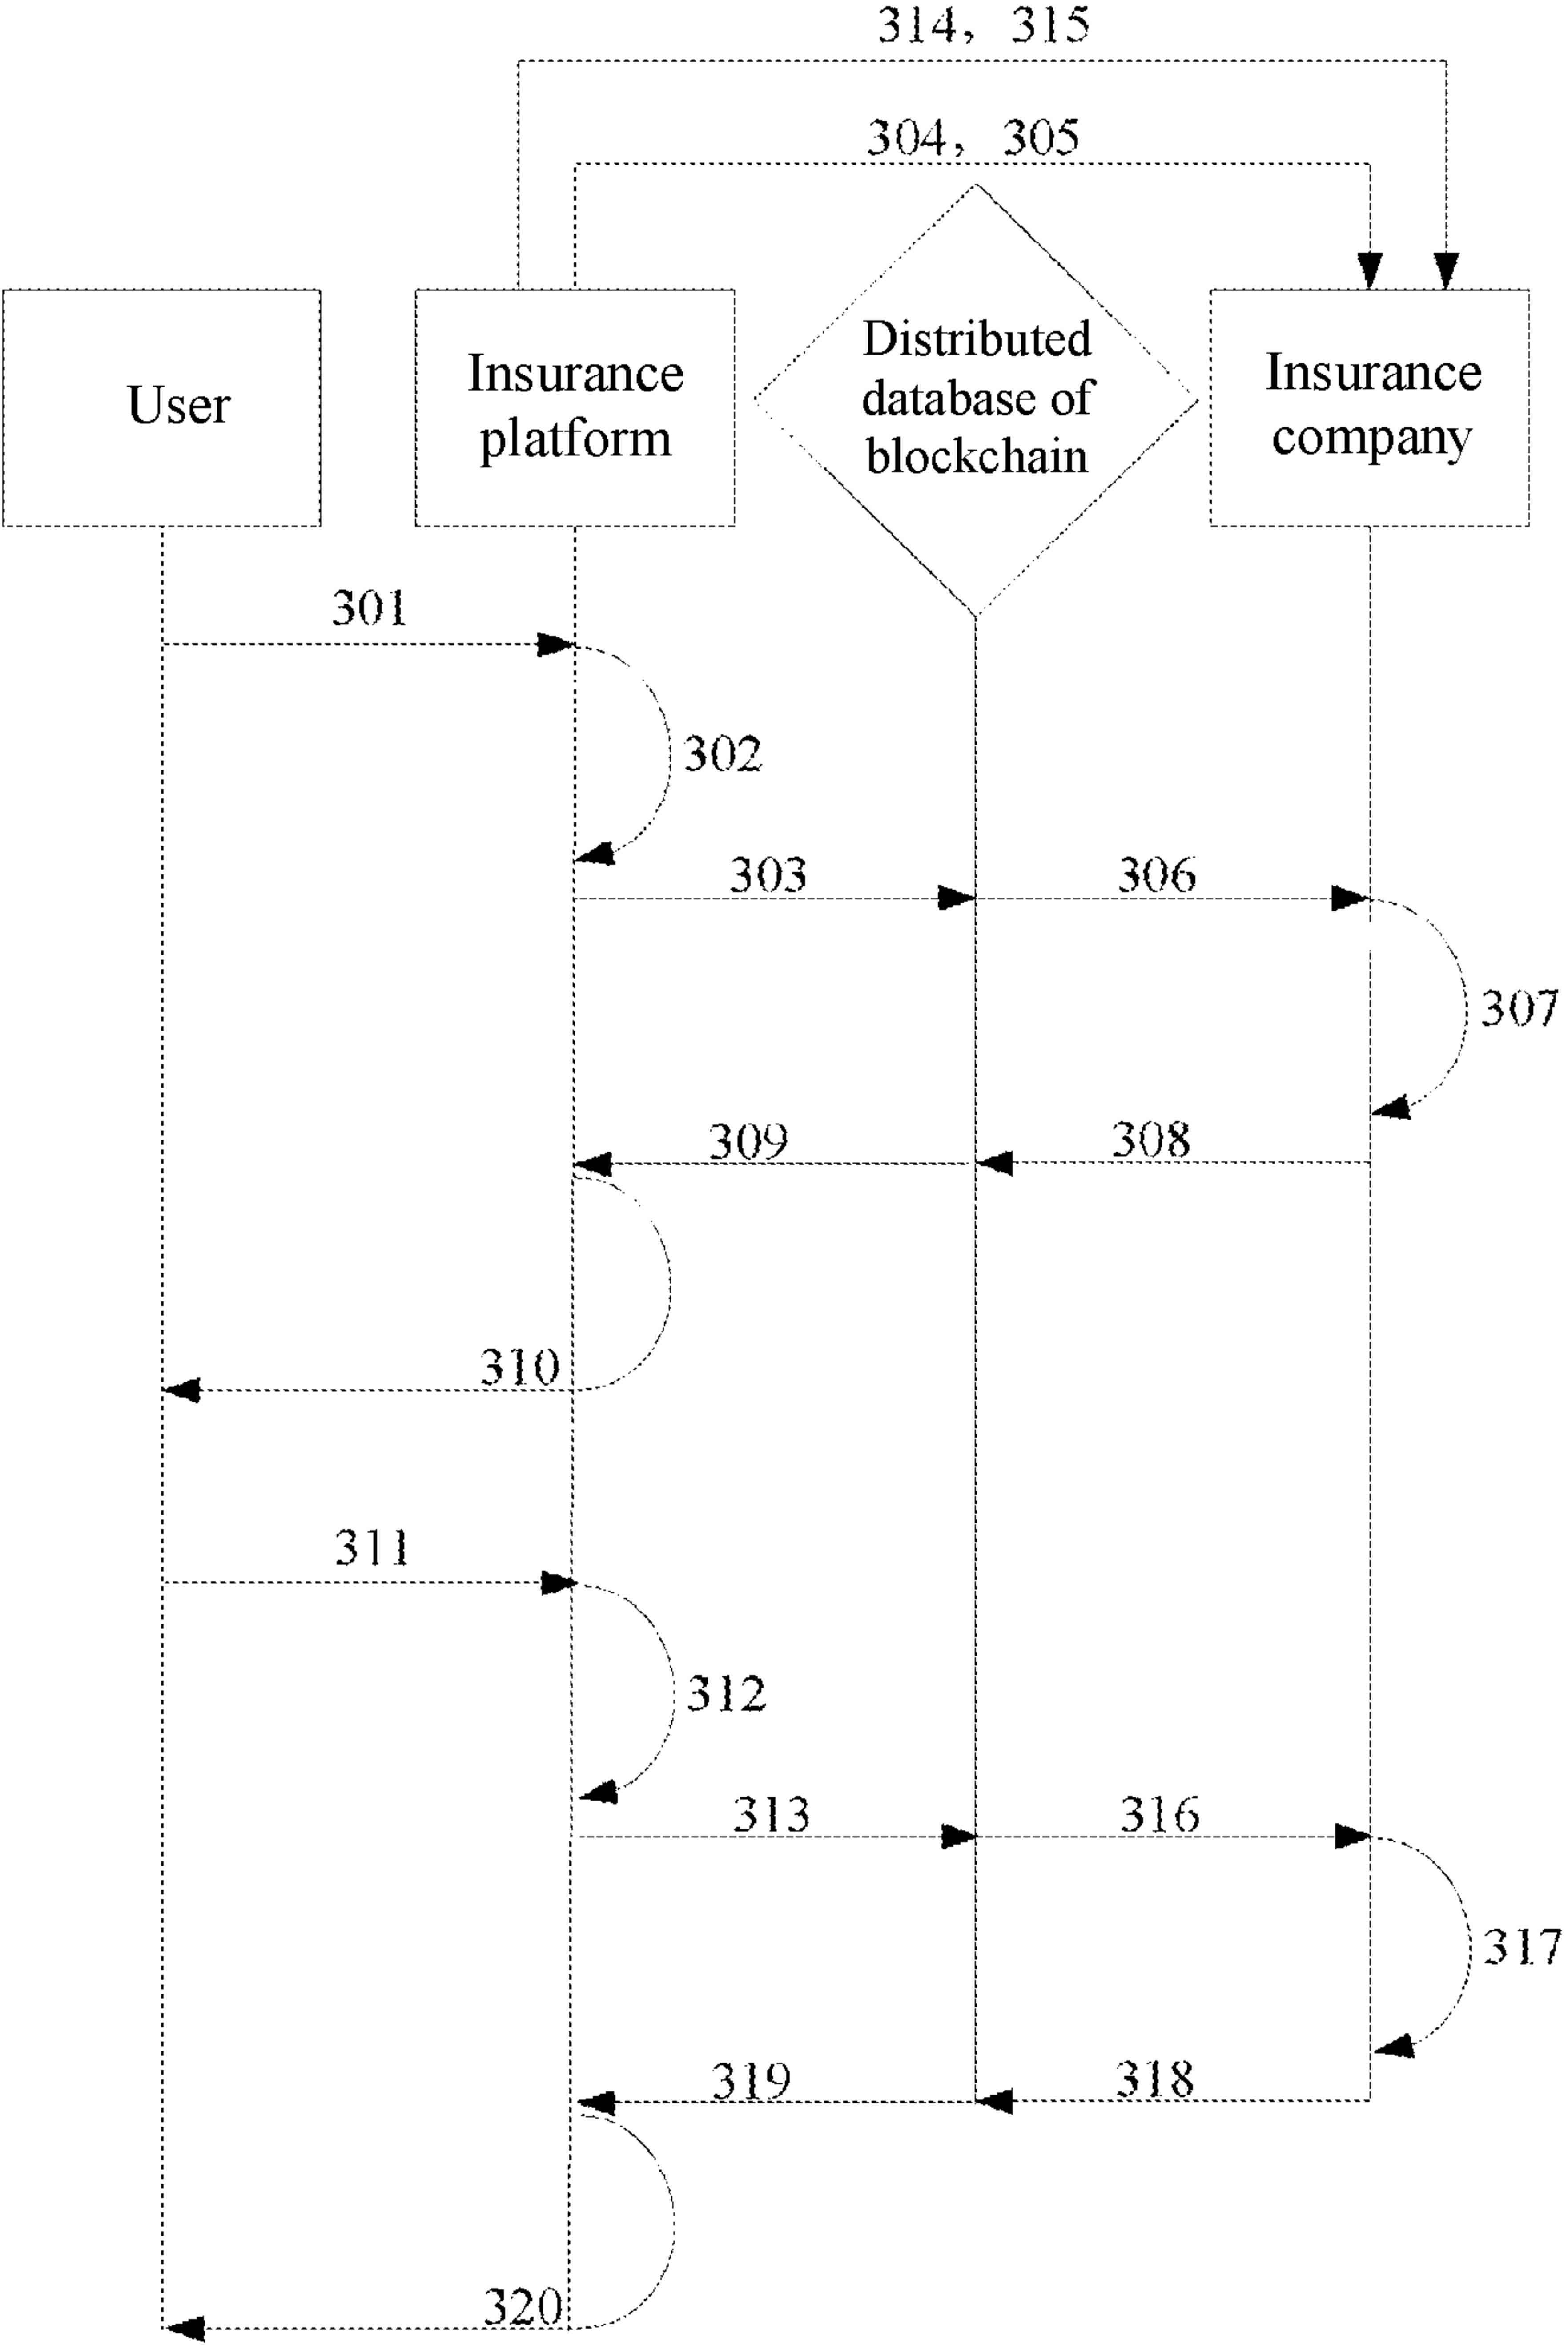 314, 315
304, 305
User
Insurance
platform
Distributed
database of
blockchain
Insurance
company
301
302
303
306
307
309
308
310
311
312
313
316
317
319
318
320